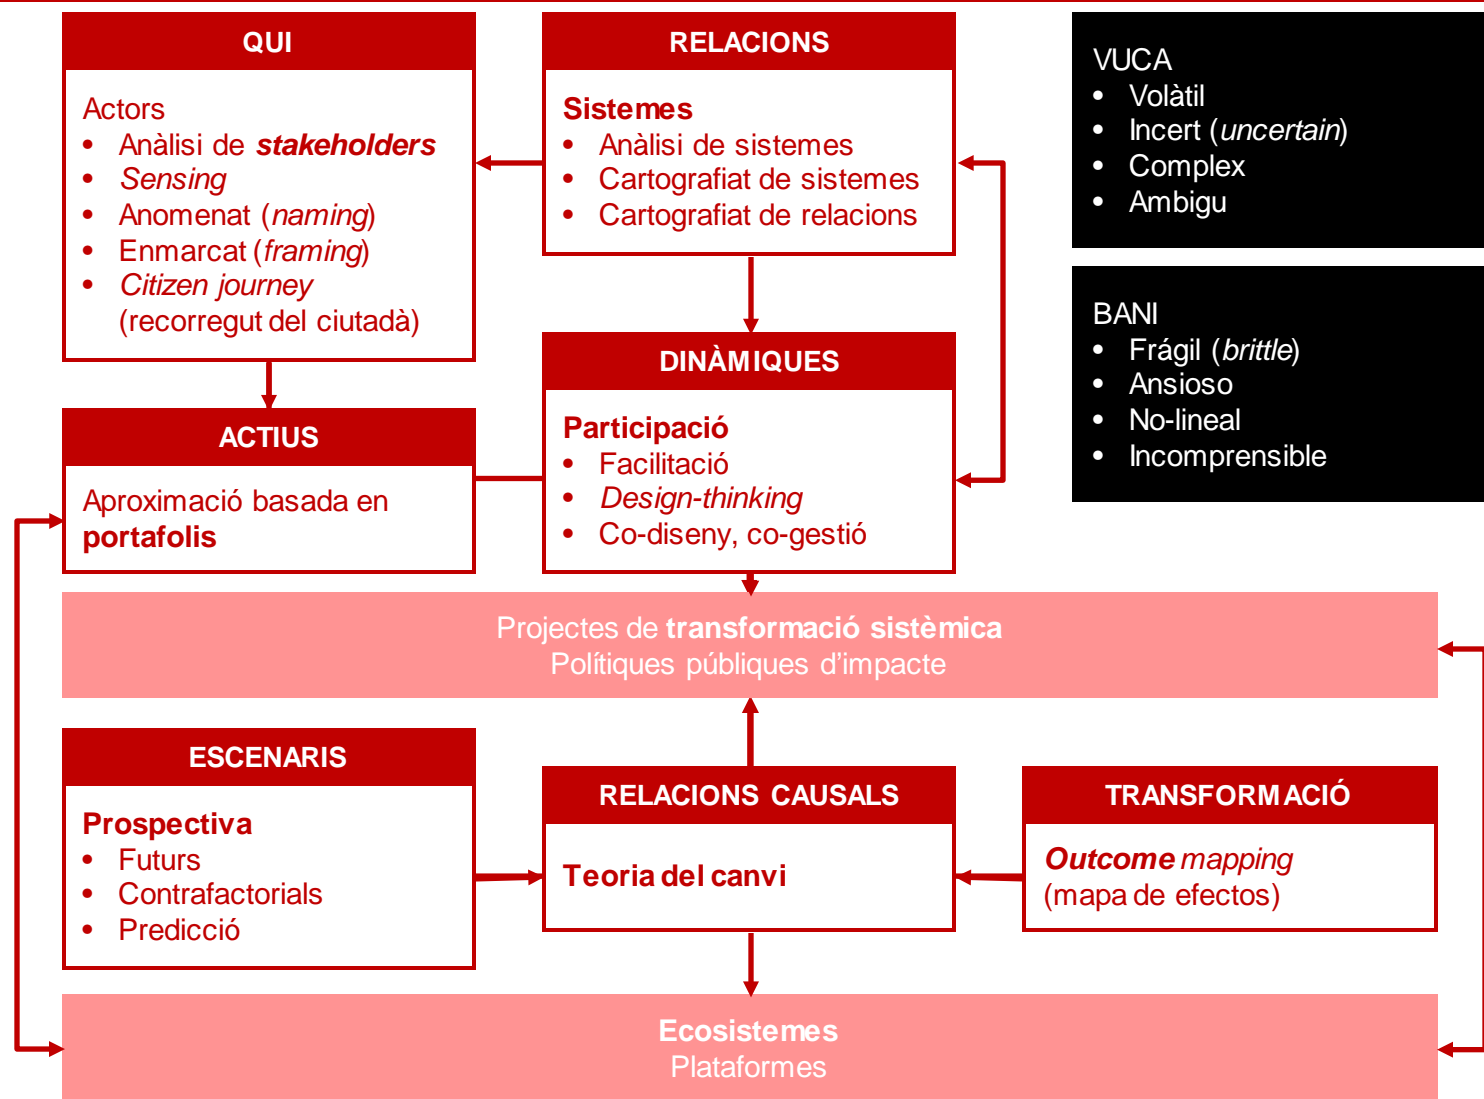 QUI
Actors
• Anàlisi de stakeholders
• Sensing
• Anomenat (naming)
• Enmarcat (framing)
• Citizen journey
(recorregut del ciutadà)
RELACIONS
Sistemes
• Anàlisi de sistemes
• Cartografiat de sistemes
• Cartografiat de relacions
VUCA
• Volàtil
• Incert (uncertain)
• Complex
• Ambigu
BANI
• Frágil (brittle)
• Ansioso
• No-lineal
• Incomprensible
ACTIUS
Aproximació basada en
portafolis
DINÀMIQUES
Participació
• Facilitació
• Design-thinking
• Co-diseny, co-gestió
Projectes de transformació sistèmica
Polítiques públiques d’impacte
ESCENARIS
Prospectiva
• Futurs
• Contrafactorials
• Predicció
RELACIONS CAUSALS
Teoria del canvi
TRANSFORMACIÓ
Outcome mapping
(mapa de efectos)
Ecosistemes
Plataformes